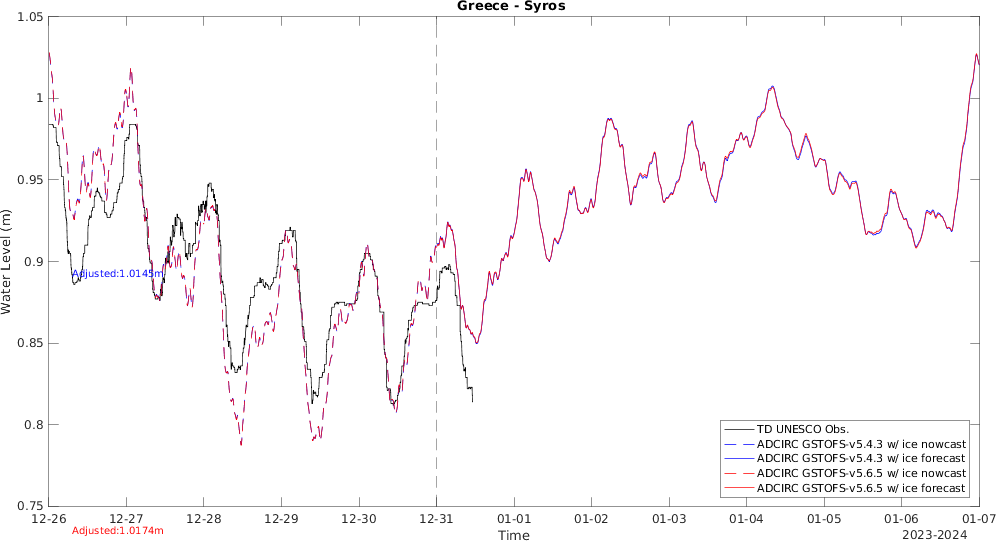 Greece - Syros
1.05
1
0.95
0.9
0.85
0.8
0.75
Water Level (m)
Adjusted:1.0145m
TD UNESCO Obs.
ADCIRC GSTOFS-v5.4.3 w/ ice nowcast
ADCIRC GSTOFS-v5.4.3 w/ ice forecast
ADCIRC GSTOFS-v5.6.5 w/ ice nowcast
ADCIRC GSTOFS-v5.6.5 w/ ice forecast
12-26 12-27 12-28 12-29 12-30 12-31 01-01 01-02 01-03 01-04 01-05 01-06 01-07
Adjusted:1.0174m
Time
2023-2024